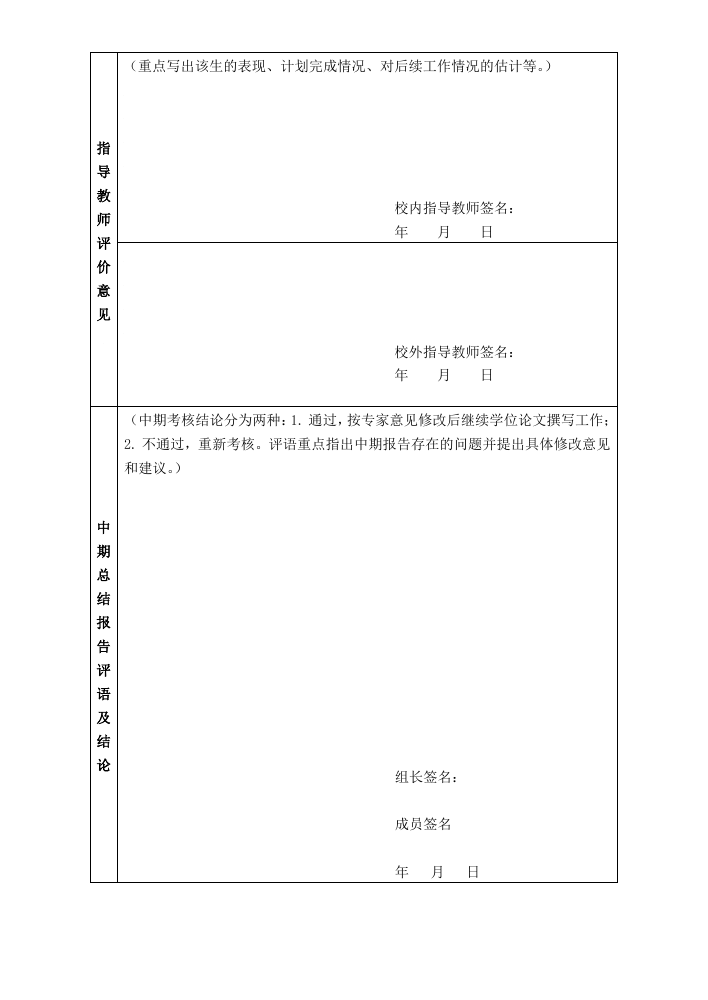 指导教师评价意见
（重点写出该生的表现、计划完成情况、对后续工作情况的估计等。）
校内指导教师签名：
年 月 日
校外指导教师签名：
年 月 日
中期总结报告评语及结论
（中期考核结论分为两种：1. 通过，按专家意见修改后继续学位论文撰写工作；
2. 不通过，重新考核。评语重点指出中期报告存在的问题并提出具体修改意见
和建议。）
组长签名：
成员签名
年 月 日